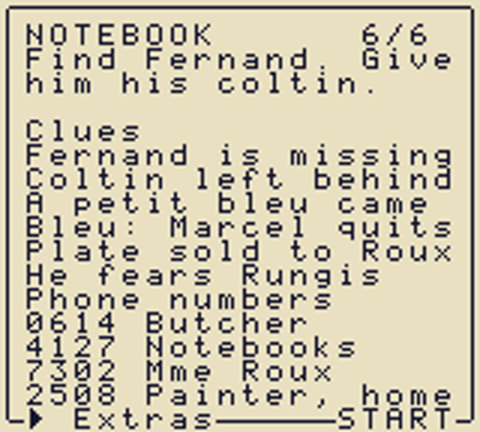 NOTEBOOK 6/6
Find Fernand. Give
him his coltin.
Clues
Fernand is missing
Coltin left behind
A petit bleu came
Bleu: Marcel quits
Plate sold to Roux
He fears Rungis
Phone numbers
0614 Butcher
4127 Notebooks
7302 Mme Roux
2508 Painter, home
Extras START